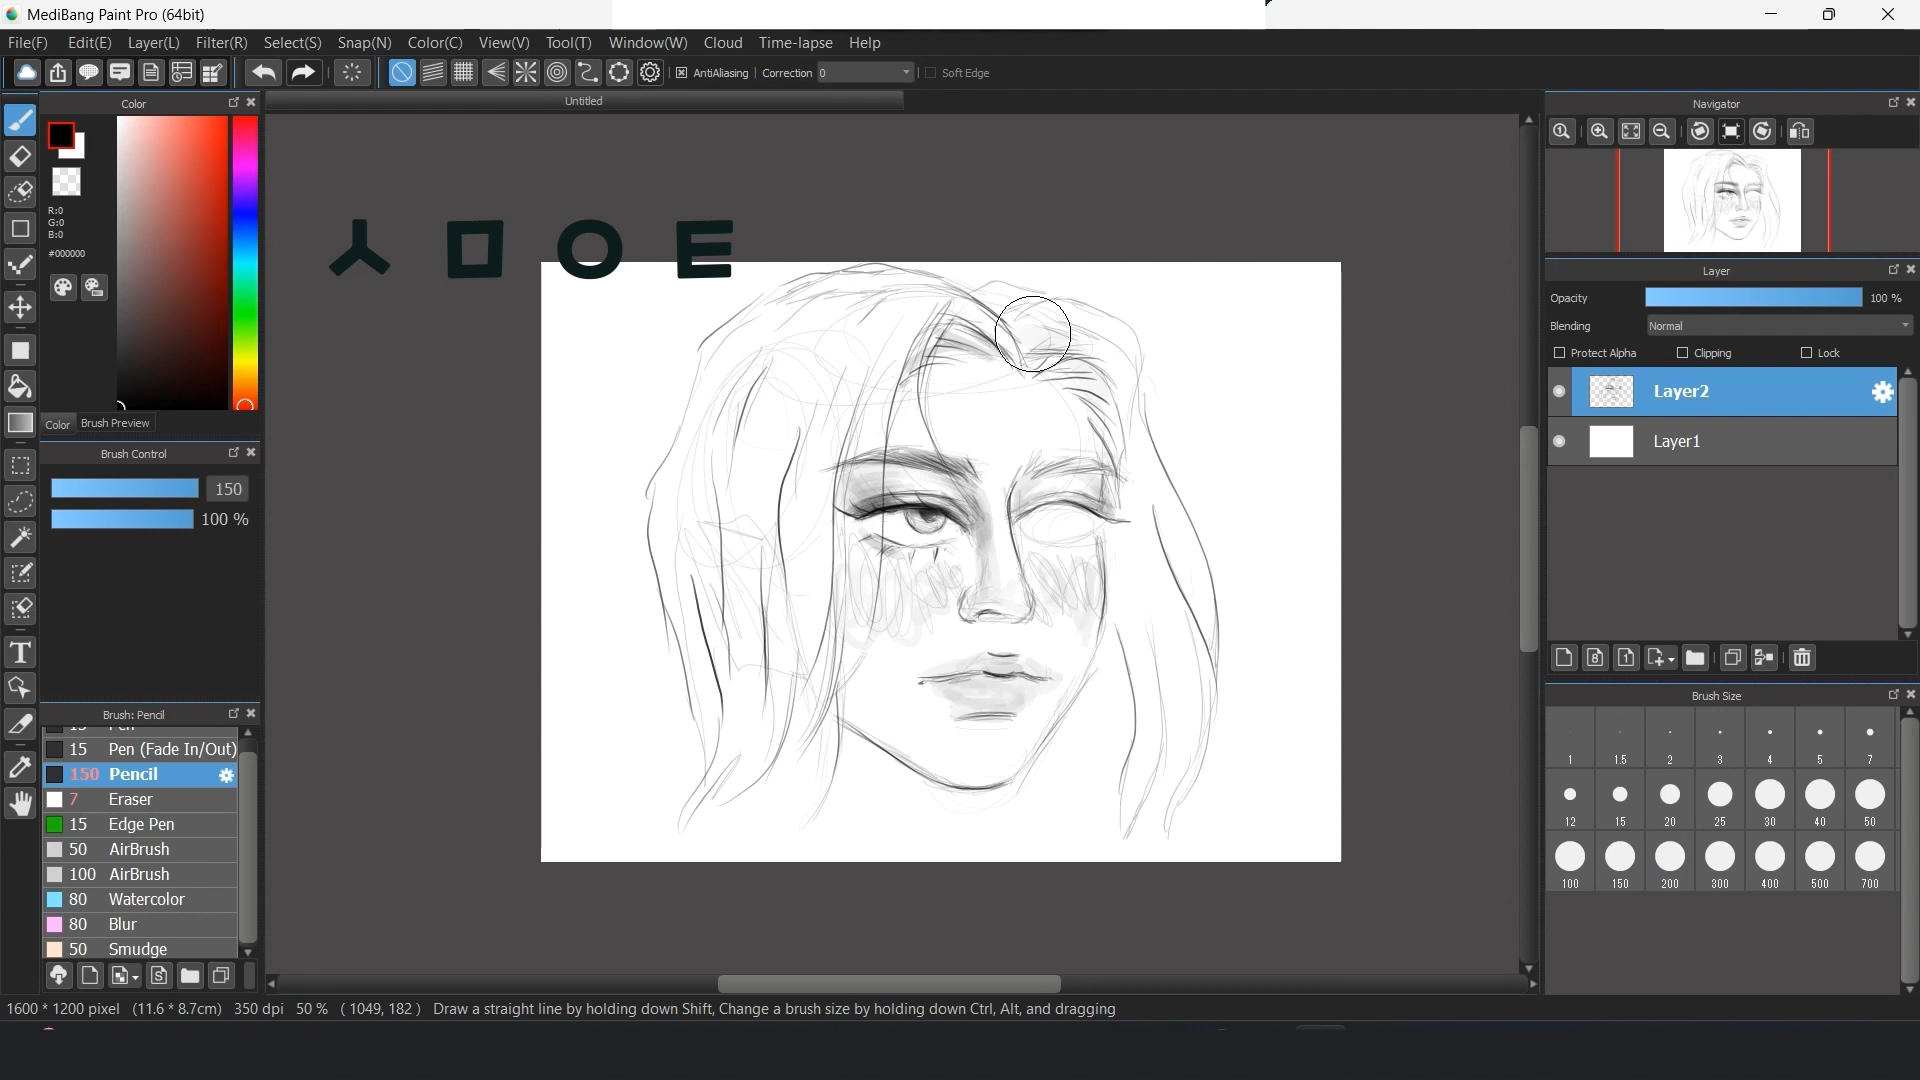 MediBang Paint Pro (64bit)
File(F) Edit(E) Layer(L) Filter(R) Select(S) Snap(N) Color(C) View(V) Tool(T) Window(W) Cloud Time-lapse Help
AntiAliasing Correction 0 Soft Edge
Color
Untitled
Navigator
R:0
G:0
B:0
#000000
ㅅ ㅁ ㅇ ㅌ
Color Brush Preview
Brush Control
150
100 %
Brush: Pencil
15 Pen (Fade In/Out)
150 Pencil
7 Eraser
15 Edge Pen
50 AirBrush
100 AirBrush
80 Watercolor
80 Blur
50 Smudge
Layer
Opacity 100 %
Blending Normal
Protect Alpha Clipping Lock
Layer2
Layer1
Brush Size
1 1.5 2 3 4 5 7
12 15 20 25 30 40 50
100 150 200 300 400 500 700
1600 * 1200 pixel (11.6 * 8.7cm) 350 dpi 50 % ( 1049, 182 ) Draw a straight line by holding down Shift, Change a brush size by holding down Ctrl, Alt, and dragging